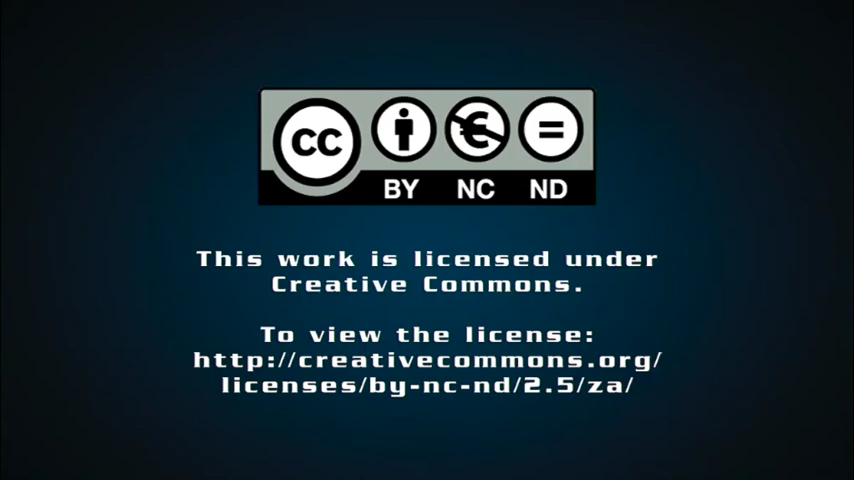 CC
BY NC ND
This work is licensed under
Creative Commons.
To view the license:
http://creativecommons.org/
licenses/by-nc-nd/2.5/za/